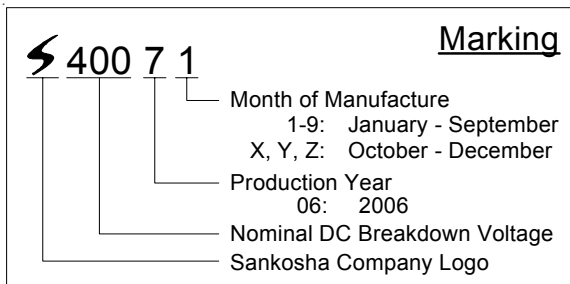 Marking
400 7 1
Month of Manufacture
1-9: January - September
X, Y, Z: October - December
Production Year
06: 2006
Nominal DC Breakdown Voltage
Sankosha Company Logo